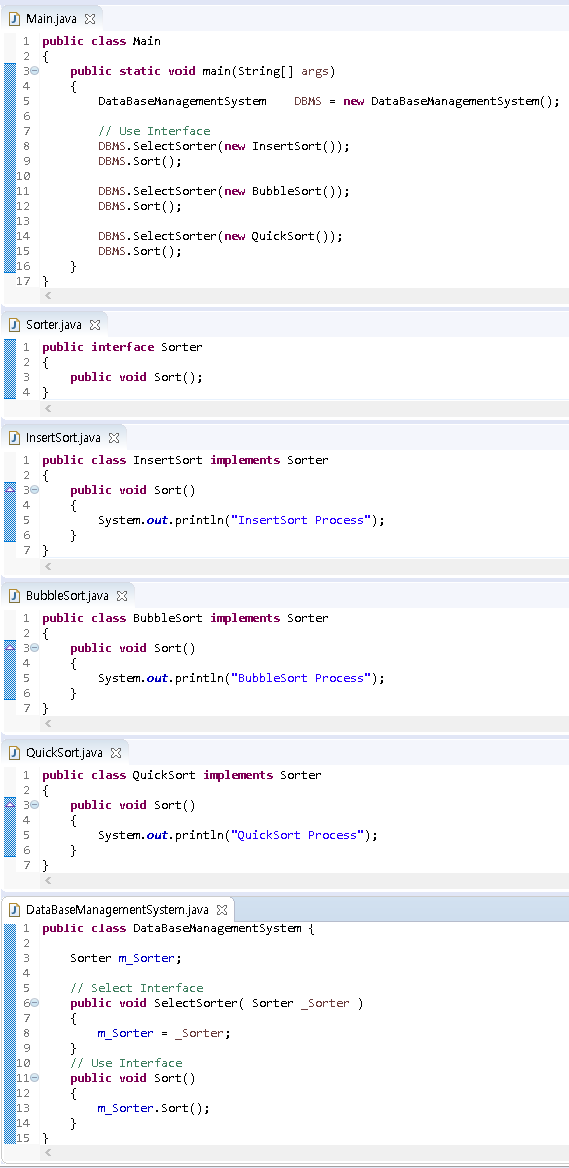 Main.java
1 public class Main
2 {
3 public static void main(String[] args)
4 {
5 DataBaseManagementSystem DBMS = new DataBaseManagementSystem();
6
7 // Use Interface
8 DBMS.SelectSorter(new InsertSort());
9 DBMS.Sort();
10
11 DBMS.SelectSorter(new BubbleSort());
12 DBMS.Sort();
13
14 DBMS.SelectSorter(new QuickSort());
15 DBMS.Sort();
16 }
17 }
Sorter.java
1 public interface Sorter
2 {
3 public void Sort();
4 }
InsertSort.java
1 public class InsertSort implements Sorter
2 {
3 public void Sort()
4 {
5 System.out.println("InsertSort Process");
6 }
7 }
BubbleSort.java
1 public class BubbleSort implements Sorter
2 {
3 public void Sort()
4 {
5 System.out.println("BubbleSort Process");
6 }
7 }
QuickSort.java
1 public class QuickSort implements Sorter
2 {
3 public void Sort()
4 {
5 System.out.println("QuickSort Process");
6 }
7 }
DataBaseManagementSystem.java
1 public class DataBaseManagementSystem {
2
3 Sorter m_Sorter;
4
5 // Select Interface
6 public void SelectSorter( Sorter _Sorter )
7 {
8 m_Sorter = _Sorter;
9 }
10 // Use Interface
11 public void Sort()
12 {
13 m_Sorter.Sort();
14 }
15 }